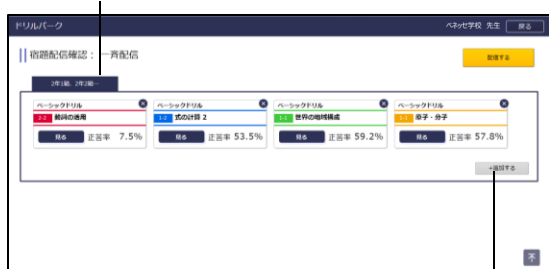 ドリルパーク
ベネッセ学校 先生 戻る
宿題配信確認： 一斉配信
配信する
2年1組、2年2組…
ベーシックドリル
2-2 動詞の活用
見る 正答率 7.5%
ベーシックドリル
1-2 式の計算 2
見る 正答率 53.5%
ベーシックドリル
1-1 世界の地域構成
見る 正答率 59.2%
ベーシックドリル
1-1 原子・分子
見る 正答率 57.8%
+追加する